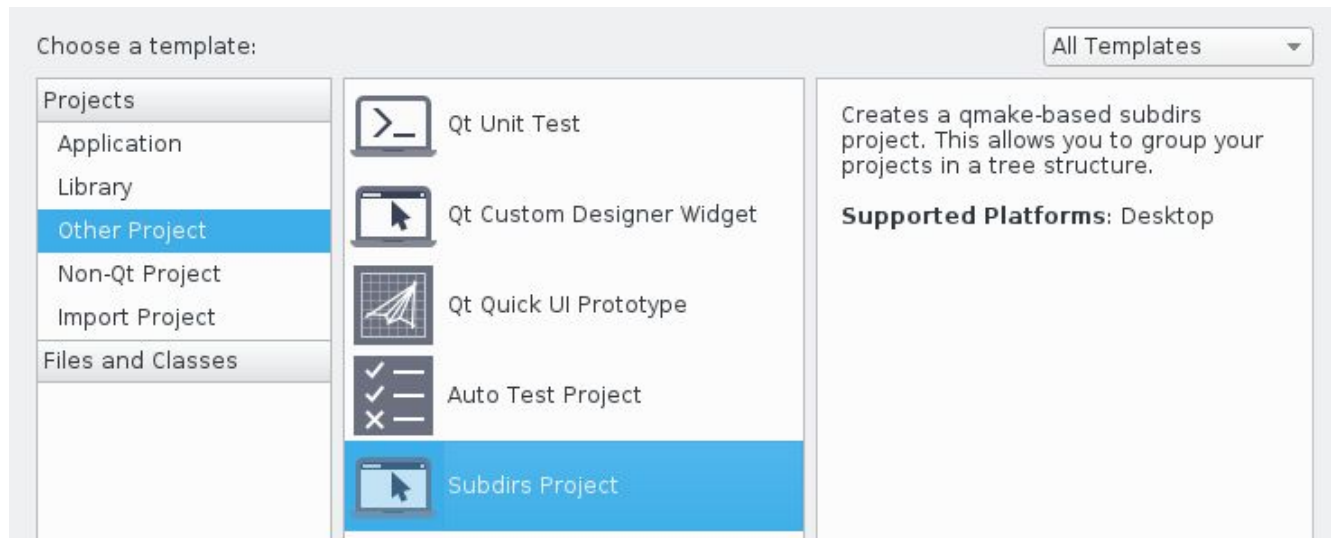 Choose a template:
All Templates
Projects
Application
Library
Other Project
Non-Qt Project
Import Project
Files and Classes
Qt Unit Test
Qt Custom Designer Widget
Qt Quick UI Prototype
Auto Test Project
Subdirs Project
Creates a qmake-based subdirs
project. This allows you to group your
projects in a tree structure.
Supported Platforms: Desktop